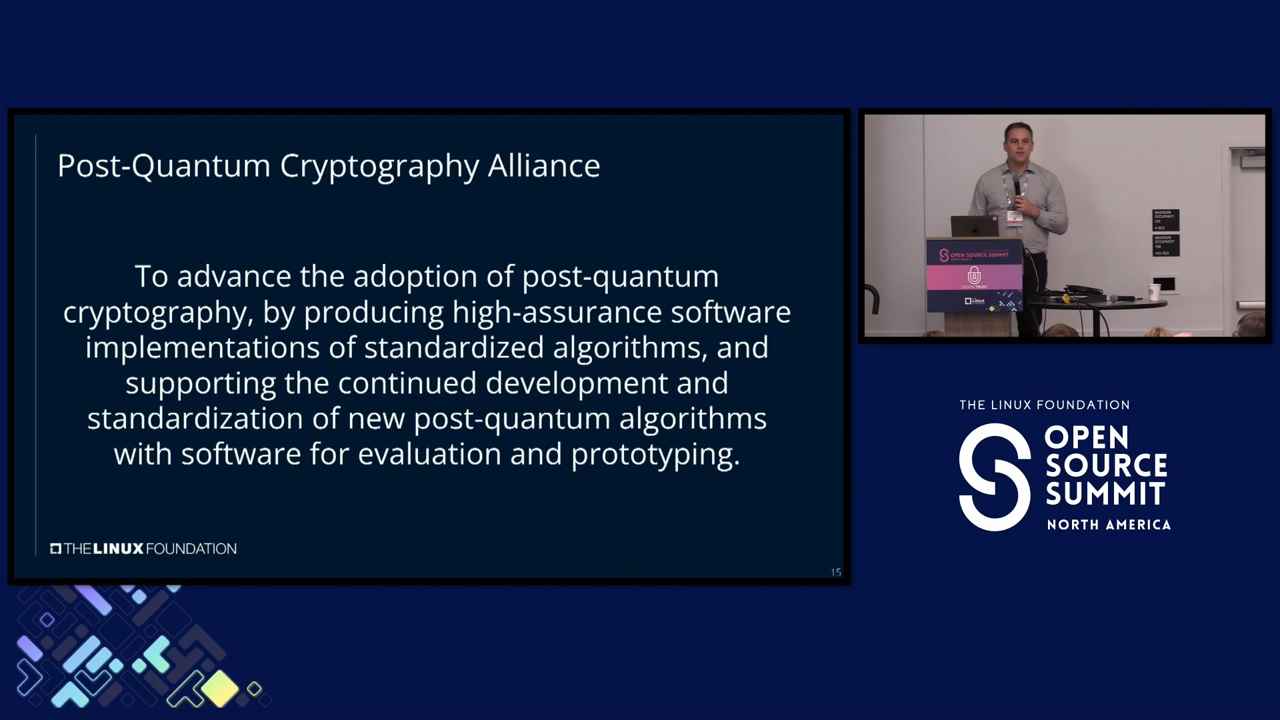 Post-Quantum Cryptography Alliance
To advance the adoption of post-quantum
cryptography, by producing high-assurance software
implementations of standardized algorithms, and
supporting the continued development and
standardization of new post-quantum algorithms
with software for evaluation and prototyping.
THE LINUX FOUNDATION
15
OPEN SOURCE SUMMIT
THE LINUX FOUNDATION
OPEN
SOURCE
SUMMIT
NORTH AMERICA